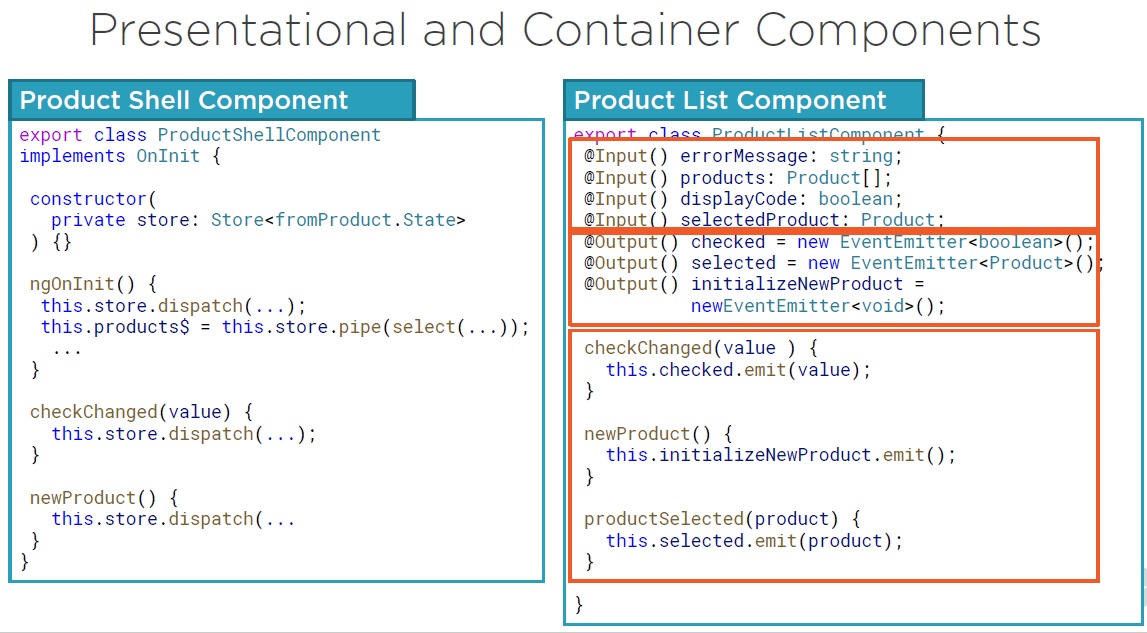 Presentational and Container Components
Product Shell Component
export class ProductShellComponent
implements OnInit {
constructor(
private store: Store<fromProduct.State>
) {}
ngOnInit() {
this.store.dispatch(...);
this.products$ = this.store.pipe(select(...));
...
}
checkChanged(value) {
this.store.dispatch(...);
}
newProduct() {
this.store.dispatch(...
}
}
Product List Component
export class ProductListComponent {
@Input() errorMessage: string;
@Input() products: Product[];
@Input() displayCode: boolean;
@Input() selectedProduct: Product;
@Output() checked = new EventEmitter<boolean>();
@Output() selected = new EventEmitter<Product>();
@Output() initializeNewProduct =
newEventEmitter<void>();
checkChanged(value ) {
this.checked.emit(value);
}
newProduct() {
this.initializeNewProduct.emit();
}
productSelected(product) {
this.selected.emit(product);
}
}